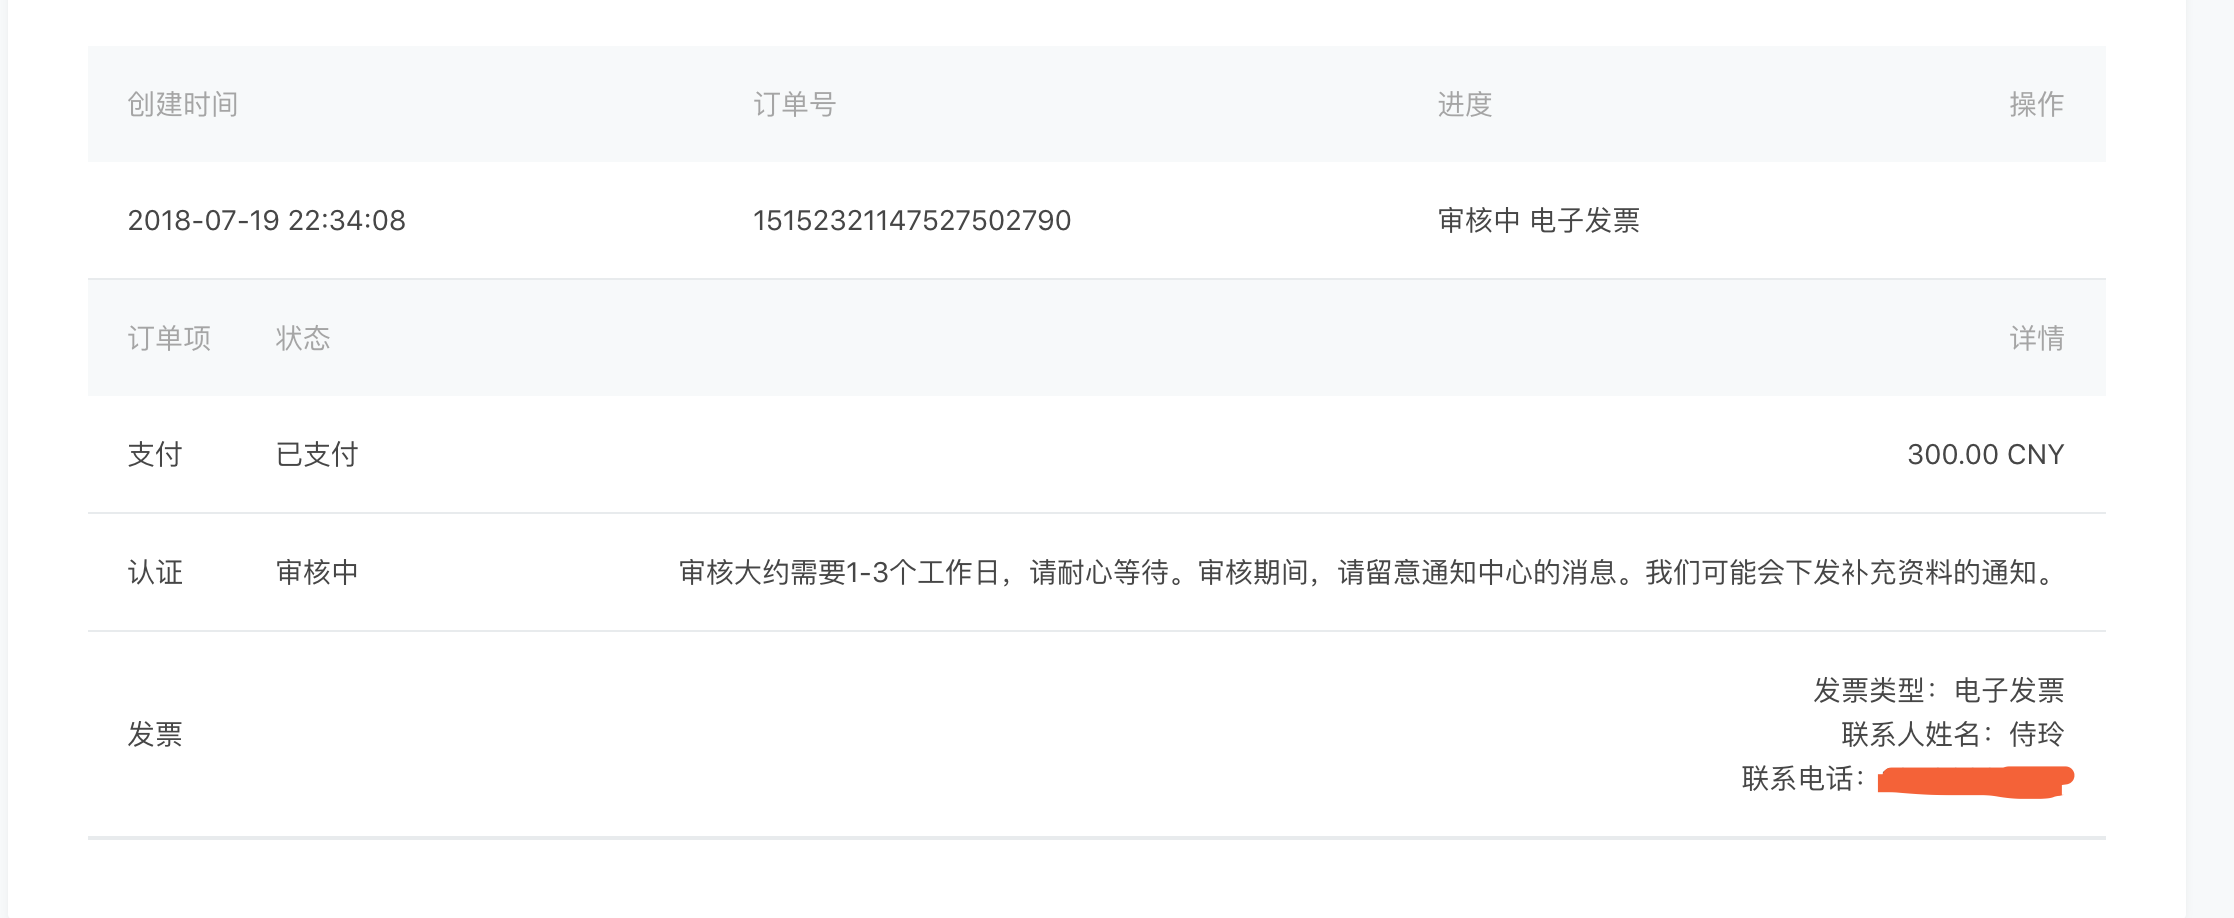 创建时间 订单号 进度 操作
2018-07-19 22:34:08 15152321147527502790 审核中 电子发票
订单项 状态 详情
支付 已支付 300.00 CNY
认证 审核中 审核大约需要1-3个工作日，请耐心等待。审核期间，请留意通知中心的消息。我们可能会下发补充资料的通知。
发票类型：电子发票
发票 联系人姓名：侍玲
联系电话：